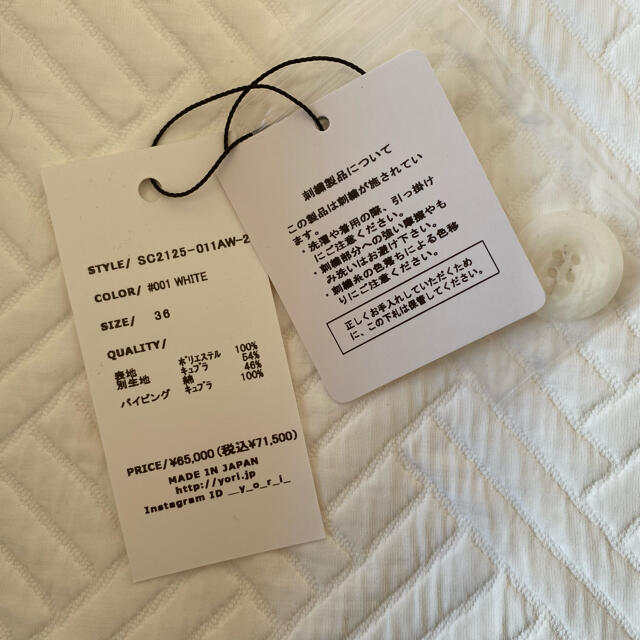 STYLE/ SC2125-011AW-2
COLOR/ #001 WHITE
SIZE/ 36
QUALITY/
表地 ポリエステル 100%
別生地 キュプラ 54%
綿 46%
パイピング キュプラ 100%
PRICE/¥65,000(税込¥71,500)
MADE IN JAPAN
http://yori.jp
Instagram ID __y_o_r_i_
刺繍製品について
この製品は刺繍が施されてい
ます。
・洗濯や着用の際、引っ掛け
にご注意ください。
・刺繍部分への強い摩擦やも
み洗いはお避け下さい。
・刺繍糸の色落ちによる色移
りにご注意ください。
正しくお手入れしていただくため
に、この下札は保管してください。